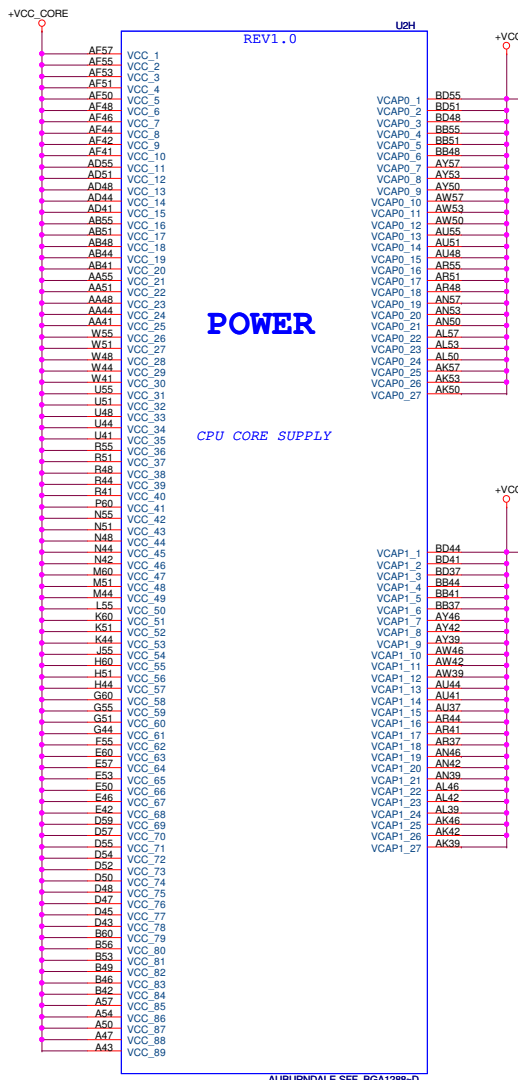 +VCC_CORE
U2H
REV1.0
+VCC
AF57 VCC_1
AF55 VCC_2
AF53 VCC_3
AF51 VCC_4
AF50 VCC_5
AF48 VCC_6
AF46 VCC_7
AF44 VCC_8
AF42 VCC_9
AF41 VCC_10
AD55 VCC_11
AD51 VCC_12
AD48 VCC_13
AD44 VCC_14
AD41 VCC_15
AB55 VCC_16
AB51 VCC_17
AB48 VCC_18
AB44 VCC_19
AB41 VCC_20
AA55 VCC_21
AA51 VCC_22
AA48 VCC_23
AA44 VCC_24
AA41 VCC_25
W55 VCC_26
W51 VCC_27
W48 VCC_28
W44 VCC_29
W41 VCC_30
U55 VCC_31
U51 VCC_32
U48 VCC_33
U44 VCC_34
U41 VCC_35
R55 VCC_36
R51 VCC_37
R48 VCC_38
R44 VCC_39
R41 VCC_40
P60 VCC_41
N55 VCC_42
N51 VCC_43
N48 VCC_44
N44 VCC_45
N42 VCC_46
M60 VCC_47
M51 VCC_48
M44 VCC_49
L55 VCC_50
K60 VCC_51
K51 VCC_52
K44 VCC_53
J55 VCC_54
H60 VCC_55
H51 VCC_56
H44 VCC_57
G60 VCC_58
G55 VCC_59
G51 VCC_60
G44 VCC_61
F55 VCC_62
E60 VCC_63
E57 VCC_64
E53 VCC_65
E50 VCC_66
E46 VCC_67
E42 VCC_68
D59 VCC_69
D57 VCC_70
D55 VCC_71
D54 VCC_72
D52 VCC_73
D50 VCC_74
D48 VCC_75
D47 VCC_76
D45 VCC_77
D43 VCC_78
B60 VCC_79
B56 VCC_80
B53 VCC_81
B49 VCC_82
B46 VCC_83
B42 VCC_84
A57 VCC_85
A54 VCC_86
A50 VCC_87
A47 VCC_88
A43 VCC_89
POWER
CPU CORE SUPPLY
VCAP0_1 BD55
VCAP0_2 BD51
VCAP0_3 BD48
VCAP0_4 BB55
VCAP0_5 BB51
VCAP0_6 BB48
VCAP0_7 AY57
VCAP0_8 AY53
VCAP0_9 AY50
VCAP0_10 AW57
VCAP0_11 AW53
VCAP0_12 AW50
VCAP0_13 AU55
VCAP0_14 AU51
VCAP0_15 AU48
VCAP0_16 AR55
VCAP0_17 AR51
VCAP0_18 AR48
VCAP0_19 AN57
VCAP0_20 AN53
VCAP0_21 AN50
VCAP0_22 AL57
VCAP0_23 AL53
VCAP0_24 AL50
VCAP0_25 AK57
VCAP0_26 AK53
VCAP0_27 AK50
+VCC
VCAP1_1 BD44
VCAP1_2 BD41
VCAP1_3 BD37
VCAP1_4 BB44
VCAP1_5 BB41
VCAP1_6 BB37
VCAP1_7 AY46
VCAP1_8 AY42
VCAP1_9 AY39
VCAP1_10 AW46
VCAP1_11 AW42
VCAP1_12 AW39
VCAP1_13 AU44
VCAP1_14 AU41
VCAP1_15 AU37
VCAP1_16 AR44
VCAP1_17 AR41
VCAP1_18 AR37
VCAP1_19 AN46
VCAP1_20 AN42
VCAP1_21 AN39
VCAP1_22 AL46
VCAP1_23 AL42
VCAP1_24 AL39
VCAP1_25 AK46
VCAP1_26 AK42
VCAP1_27 AK39
AUBURNDALE SFF_BGA1288~D